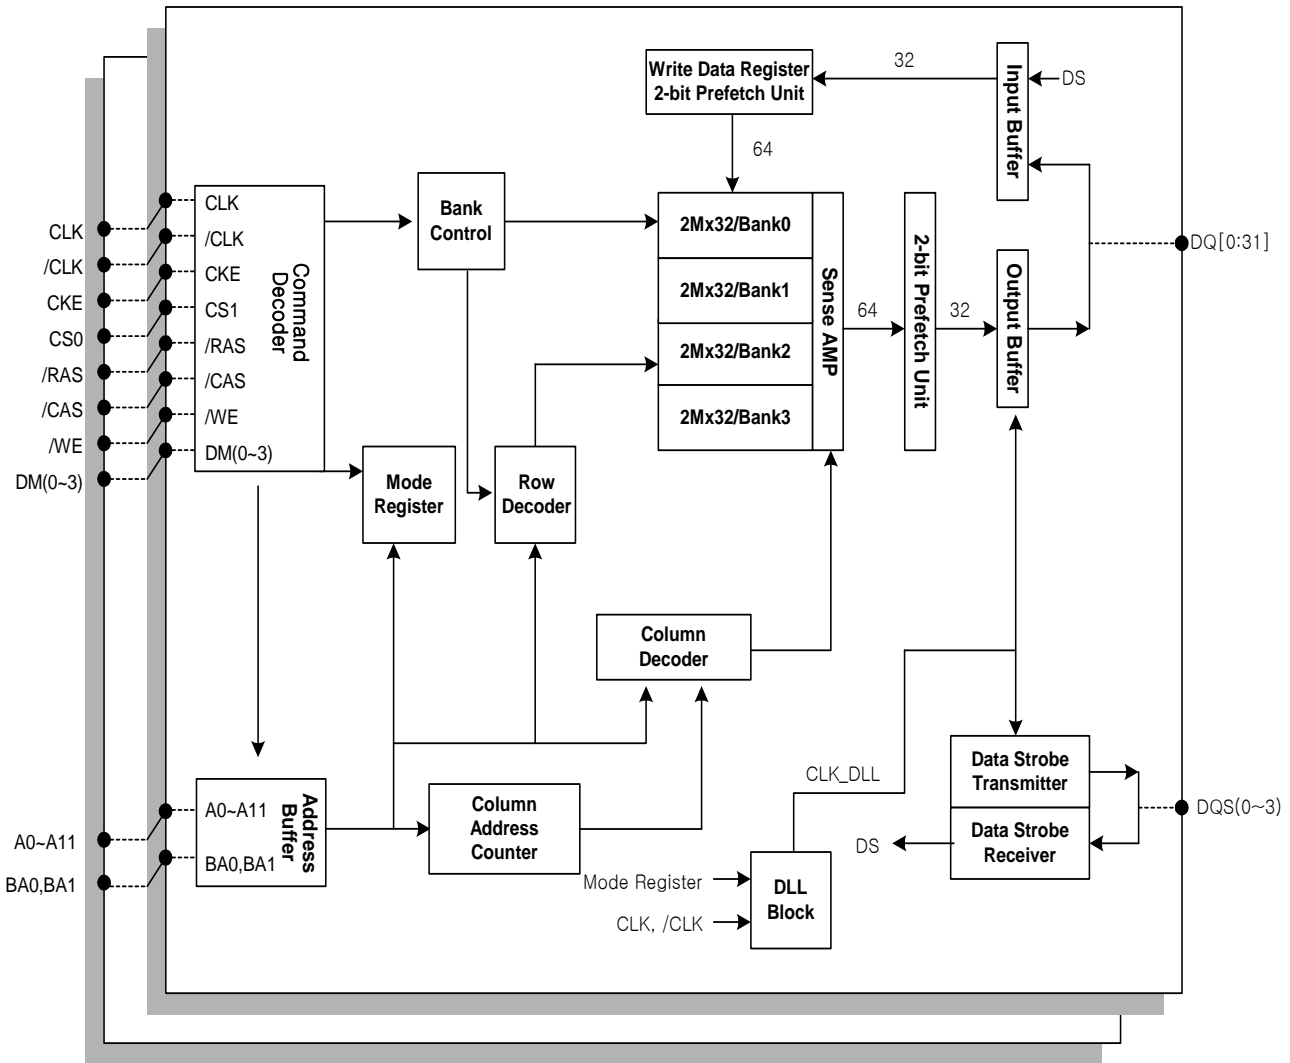 Write Data Register
2-bit Prefetch Unit
32
Input Buffer
DS
64
CLK
/CLK
CKE
CS0
/RAS
/CAS
/WE
DM(0~3)
CLK
/CLK
CKE
CS1
/RAS
/CAS
/WE
DM(0~3)
Command
Decoder
Bank
Control
2Mx32/Bank0
2Mx32/Bank1
2Mx32/Bank2
2Mx32/Bank3
Sense AMP
64
2-bit Prefetch Unit
32
Output Buffer
DQ[0:31]
Mode
Register
Row
Decoder
Column
Decoder
A0~A11
BA0,BA1
A0~A11
BA0,BA1
Address
Buffer
Column
Address
Counter
CLK_DLL
Mode Register
CLK, /CLK
DLL
Block
Data Strobe
Transmitter
Data Strobe
Receiver
DS
DQS(0~3)